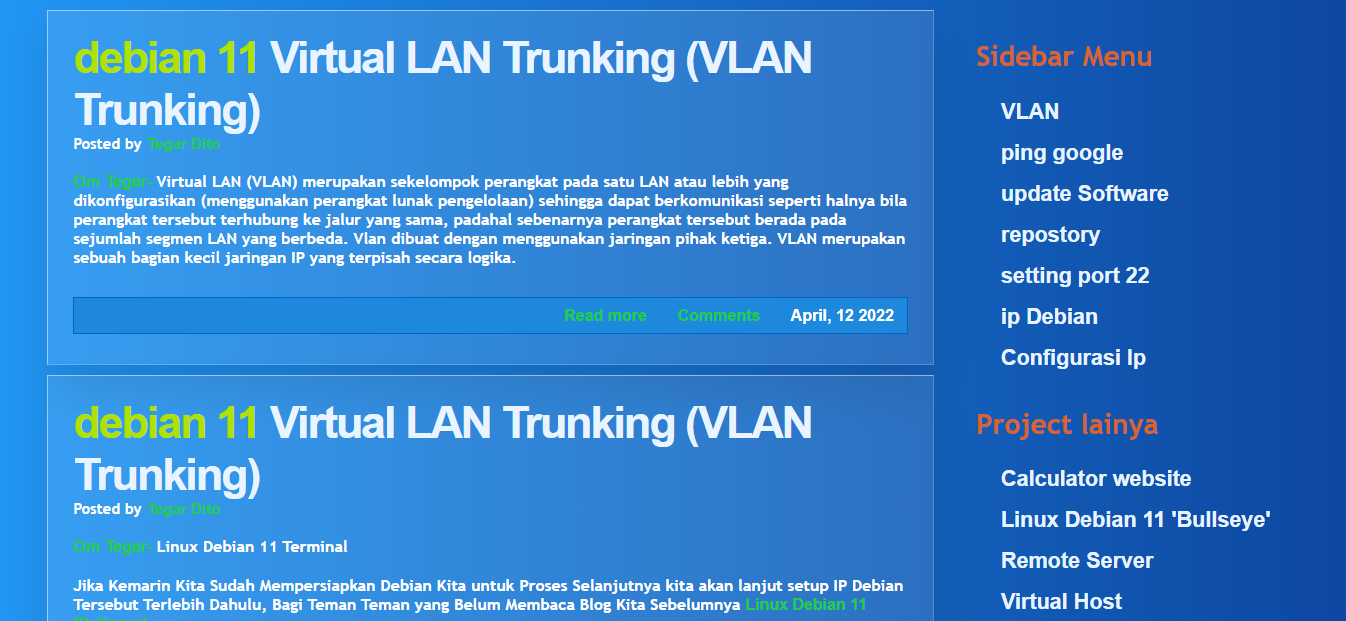 debian 11 Virtual LAN Trunking (VLAN
Trunking)
Posted by Tegar Dito
Om Tegar- Virtual LAN (VLAN) merupakan sekelompok perangkat pada satu LAN atau lebih yang
dikonfigurasikan (menggunakan perangkat lunak pengelolaan) sehingga dapat berkomunikasi seperti halnya bila
perangkat tersebut terhubung ke jalur yang sama, padahal sebenarnya perangkat tersebut berada pada
sejumlah segmen LAN yang berbeda. Vlan dibuat dengan menggunakan jaringan pihak ketiga. VLAN merupakan
sebuah bagian kecil jaringan IP yang terpisah secara logika.
Read more Comments April, 12 2022
debian 11 Virtual LAN Trunking (VLAN
Trunking)
Posted by Tegar Dito
Om Tegar- Linux Debian 11 Terminal
Jika Kemarin Kita Sudah Mempersiapkan Debian Kita untuk Proses Selanjutnya kita akan lanjut setup IP Debian
Tersebut Terlebih Dahulu, Bagi Teman Teman yang Belum Membaca Blog Kita Sebelumnya Linux Debian 11
Sidebar Menu
VLAN
ping google
update Software
repostory
setting port 22
ip Debian
Configurasi Ip
Project lainya
Calculator website
Linux Debian 11 'Bullseye'
Remote Server
Virtual Host